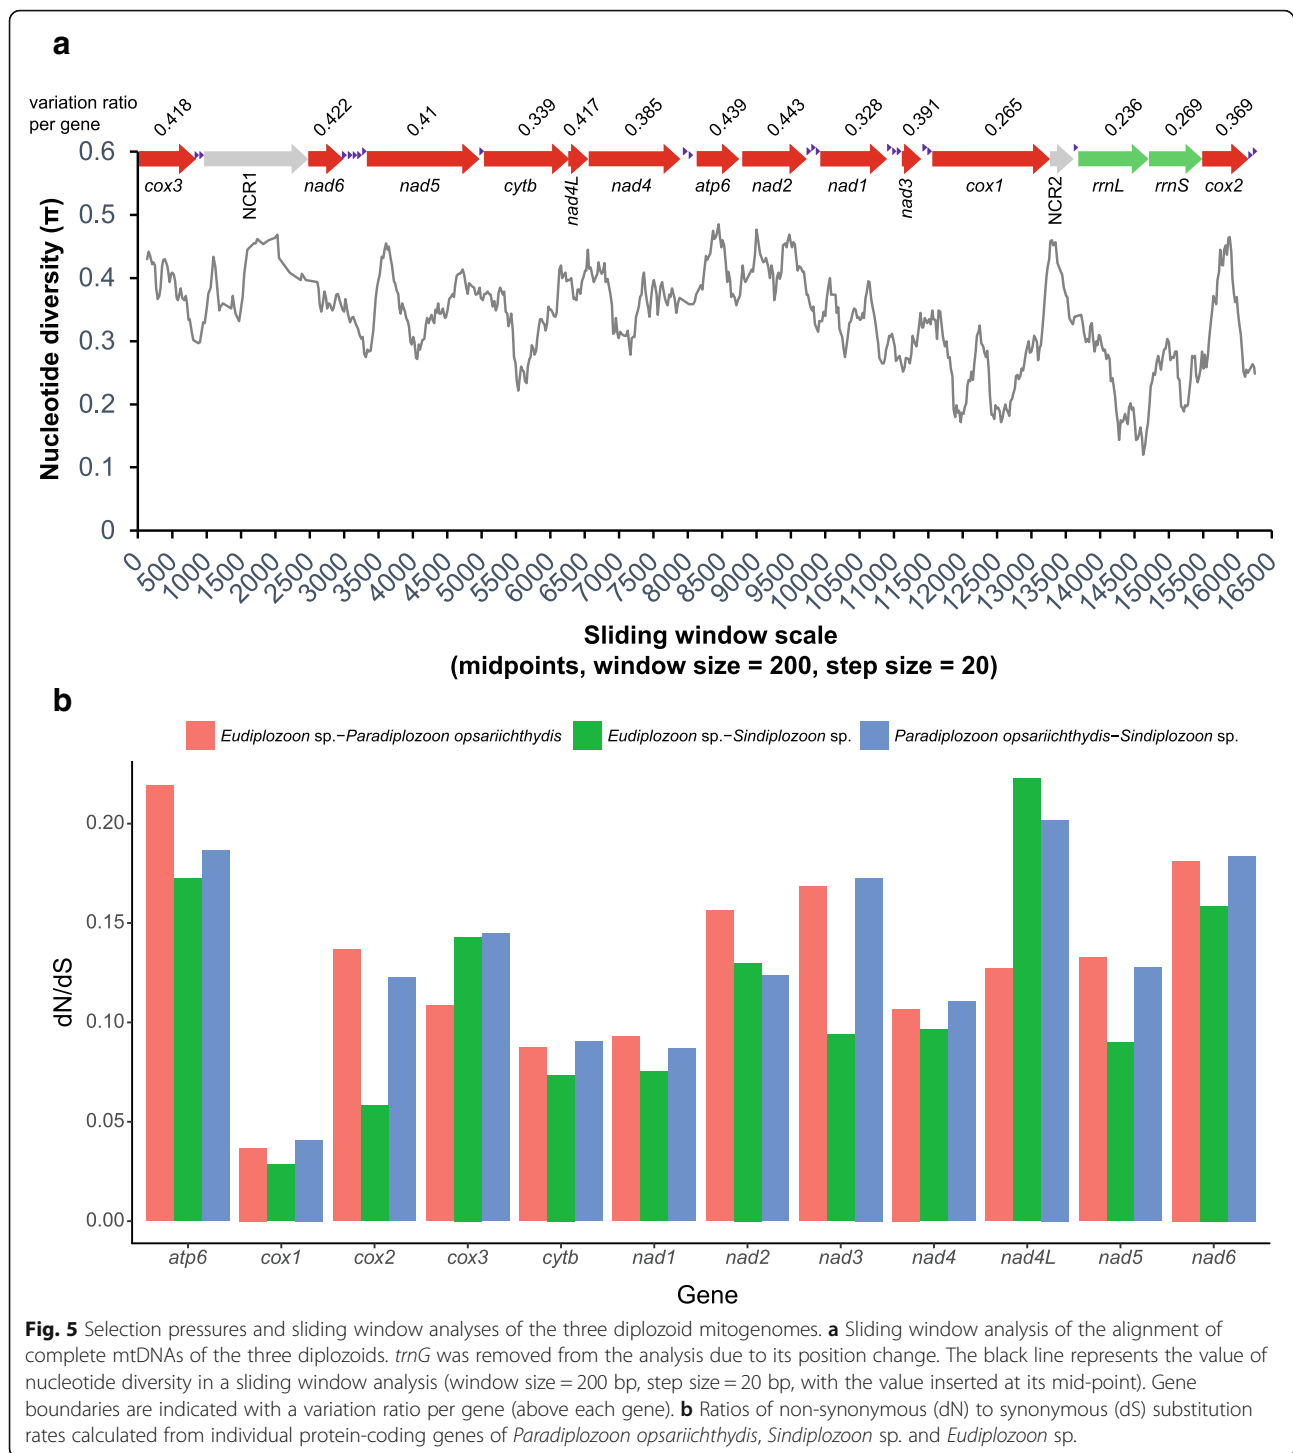 a
variation ratio
per gene
0.418
0.422
0.41
0.339
0.417
0.385
0.439
0.443
0.328
0.391
0.265
0.236
0.269
0.369
cox3
NCR1
nad6
nad5
cytb
nad4L
nad4
atp6
nad2
nad1
nad3
cox1
NCR2
rrnL
rrnS
cox2
Nucleotide diversity (π)
0.6
0.5
0.4
0.3
0.2
0.1
0
0
500
1000
1500
2000
2500
3000
3500
4000
4500
5000
5500
6000
6500
7000
7500
8000
8500
9000
9500
10000
10500
11000
11500
12000
12500
13000
13500
14000
14500
15000
15500
16000
16500
Sliding window scale
(midpoints, window size = 200, step size = 20)
b
Eudiplozoon sp.−Paradiplozoon opsariichthydis
Eudiplozoon sp.−Sindiplozoon sp.
Paradiplozoon opsariichthydis−Sindiplozoon sp.
dN/dS
0.20
0.15
0.10
0.05
0.00
atp6
cox1
cox2
cox3
cytb
nad1
nad2
nad3
nad4
nad4L
nad5
nad6
Gene
Fig. 5 Selection pressures and sliding window analyses of the three diplozoid mitogenomes. a Sliding window analysis of the alignment of
complete mtDNAs of the three diplozoids. trnG was removed from the analysis due to its position change. The black line represents the value of
nucleotide diversity in a sliding window analysis (window size = 200 bp, step size = 20 bp, with the value inserted at its mid-point). Gene
boundaries are indicated with a variation ratio per gene (above each gene). b Ratios of non-synonymous (dN) to synonymous (dS) substitution
rates calculated from individual protein-coding genes of Paradiplozoon opsariichthydis, Sindiplozoon sp. and Eudiplozoon sp.